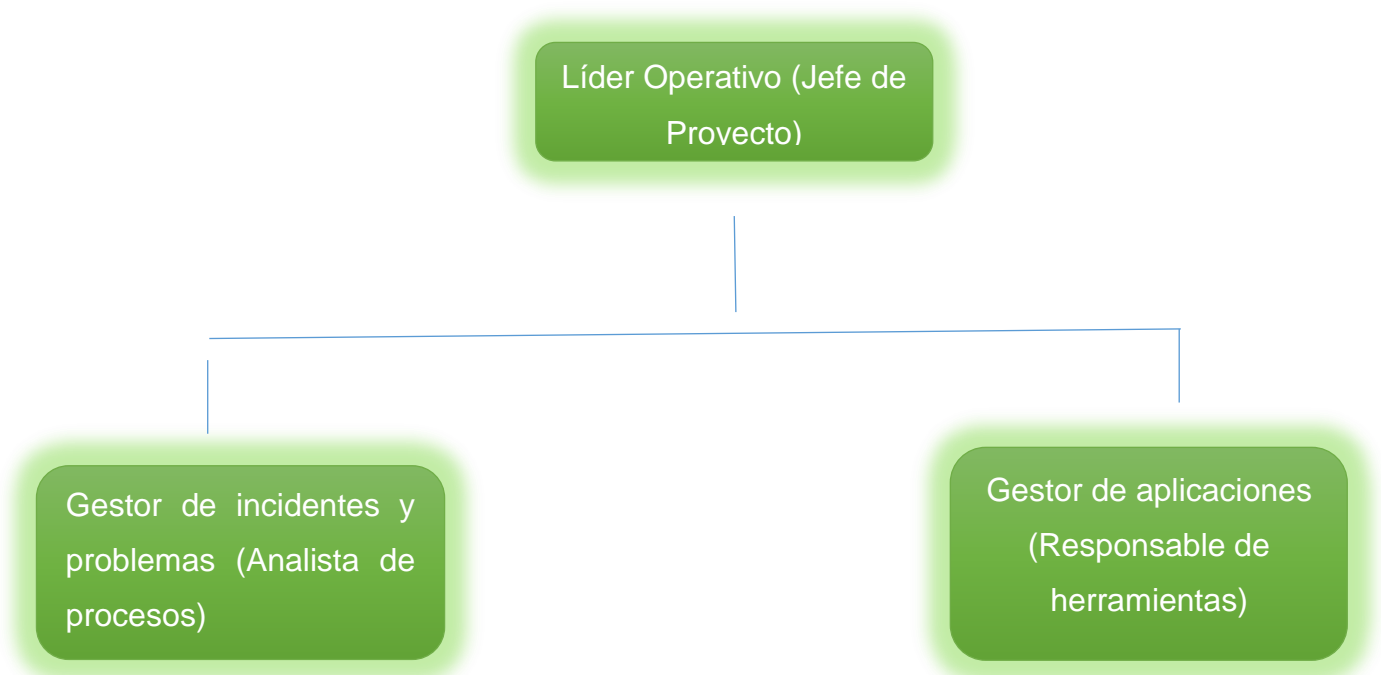 Líder Operativo (Jefe de
Proyecto)
Gestor de incidentes y
problemas (Analista de
procesos)
Gestor de aplicaciones
(Responsable de
herramientas)